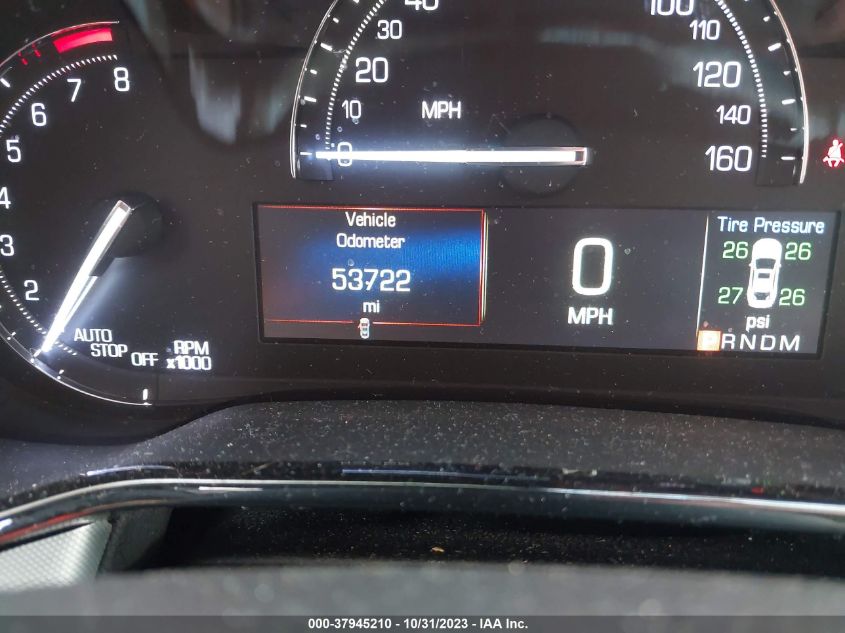 8
7
6
5
4
3
2
AUTO
STOP
OFF
RPM
x1000
40
30
20
10
0
MPH
100
110
120
140
160
Vehicle
Odometer
53722
mi
0
MPH
Tire Pressure
26 26
27 26
psi
PRNDM
000-37945210 - 10/31/2023 - IAA Inc.